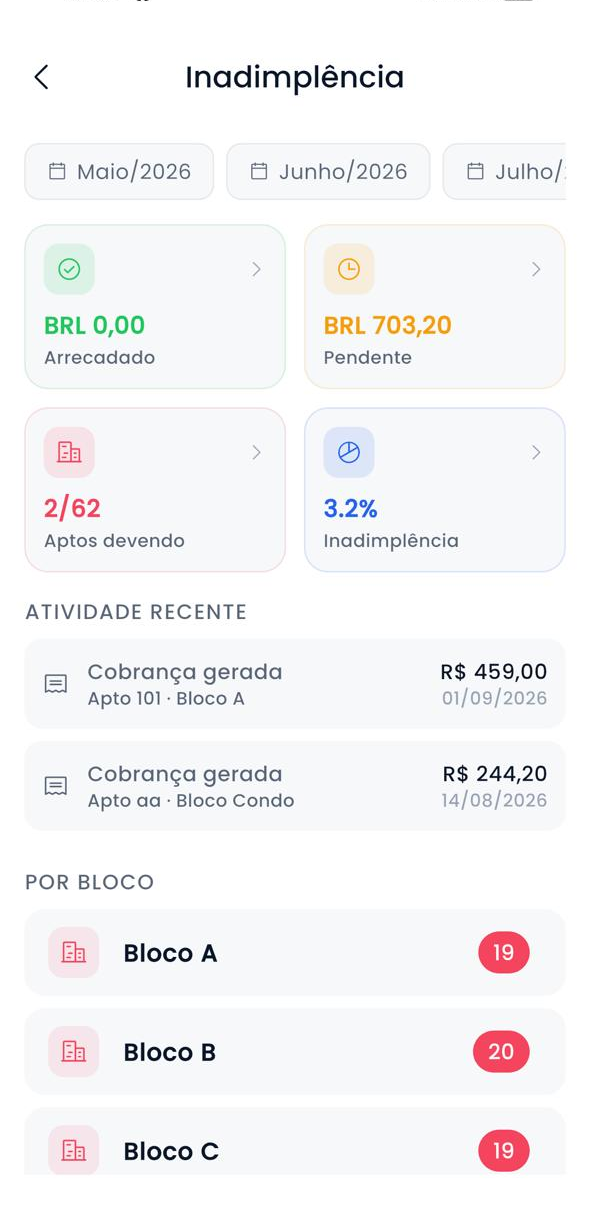 Inadimplência
Maio/2026
Junho/2026
Julho/
BRL 0,00
Arrecadado
BRL 703,20
Pendente
2/62
Aptos devendo
3.2%
Inadimplência
ATIVIDADE RECENTE
Cobrança gerada
R$ 459,00
Apto 101 · Bloco A
01/09/2026
Cobrança gerada
R$ 244,20
Apto aa · Bloco Condo
14/08/2026
POR BLOCO
Bloco A
19
Bloco B
20
Bloco C
19